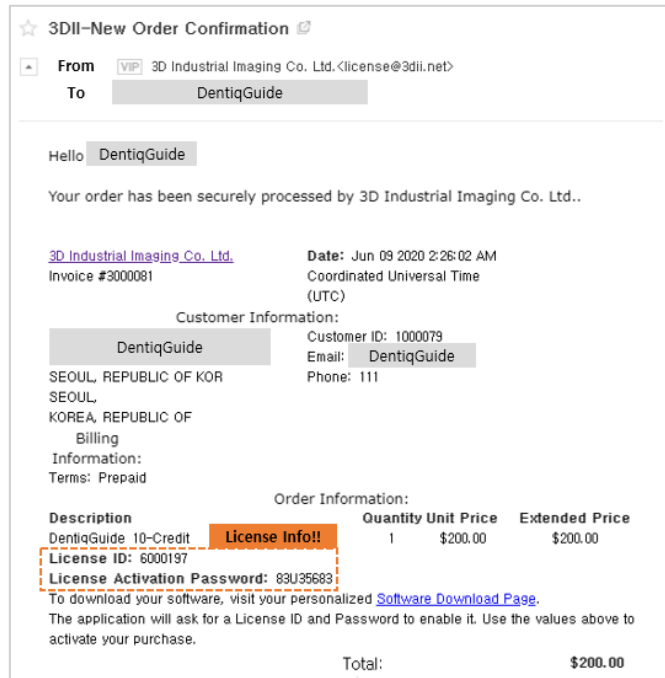 3DII-New Order Confirmation
From VIP 3D Industrial Imaging Co. Ltd.<license@3dii.net>
To DentiqGuide
Hello DentiqGuide
Your order has been securely processed by 3D Industrial Imaging Co. Ltd..
3D Industrial Imaging Co. Ltd.
Invoice #3000081
Date: Jun 09 2020 2:26:02 AM
Coordinated Universal Time
(UTC)
Customer Information:
DentiqGuide
SEOUL, REPUBLIC OF KOR
SEOUL,
KOREA, REPUBLIC OF
Customer ID: 1000079
Email: DentiqGuide
Phone: 111
Billing
Information:
Terms: Prepaid
Order Information:
Description Quantity Unit Price Extended Price
DentiqGuide 10-Credit License Info!! 1 $200.00 $200.00
License ID: 6000197
License Activation Password: 83U35683
To download your software, visit your personalized Software Download Page.
The application will ask for a License ID and Password to enable it. Use the values above to
activate your purchase.
Total: $200.00